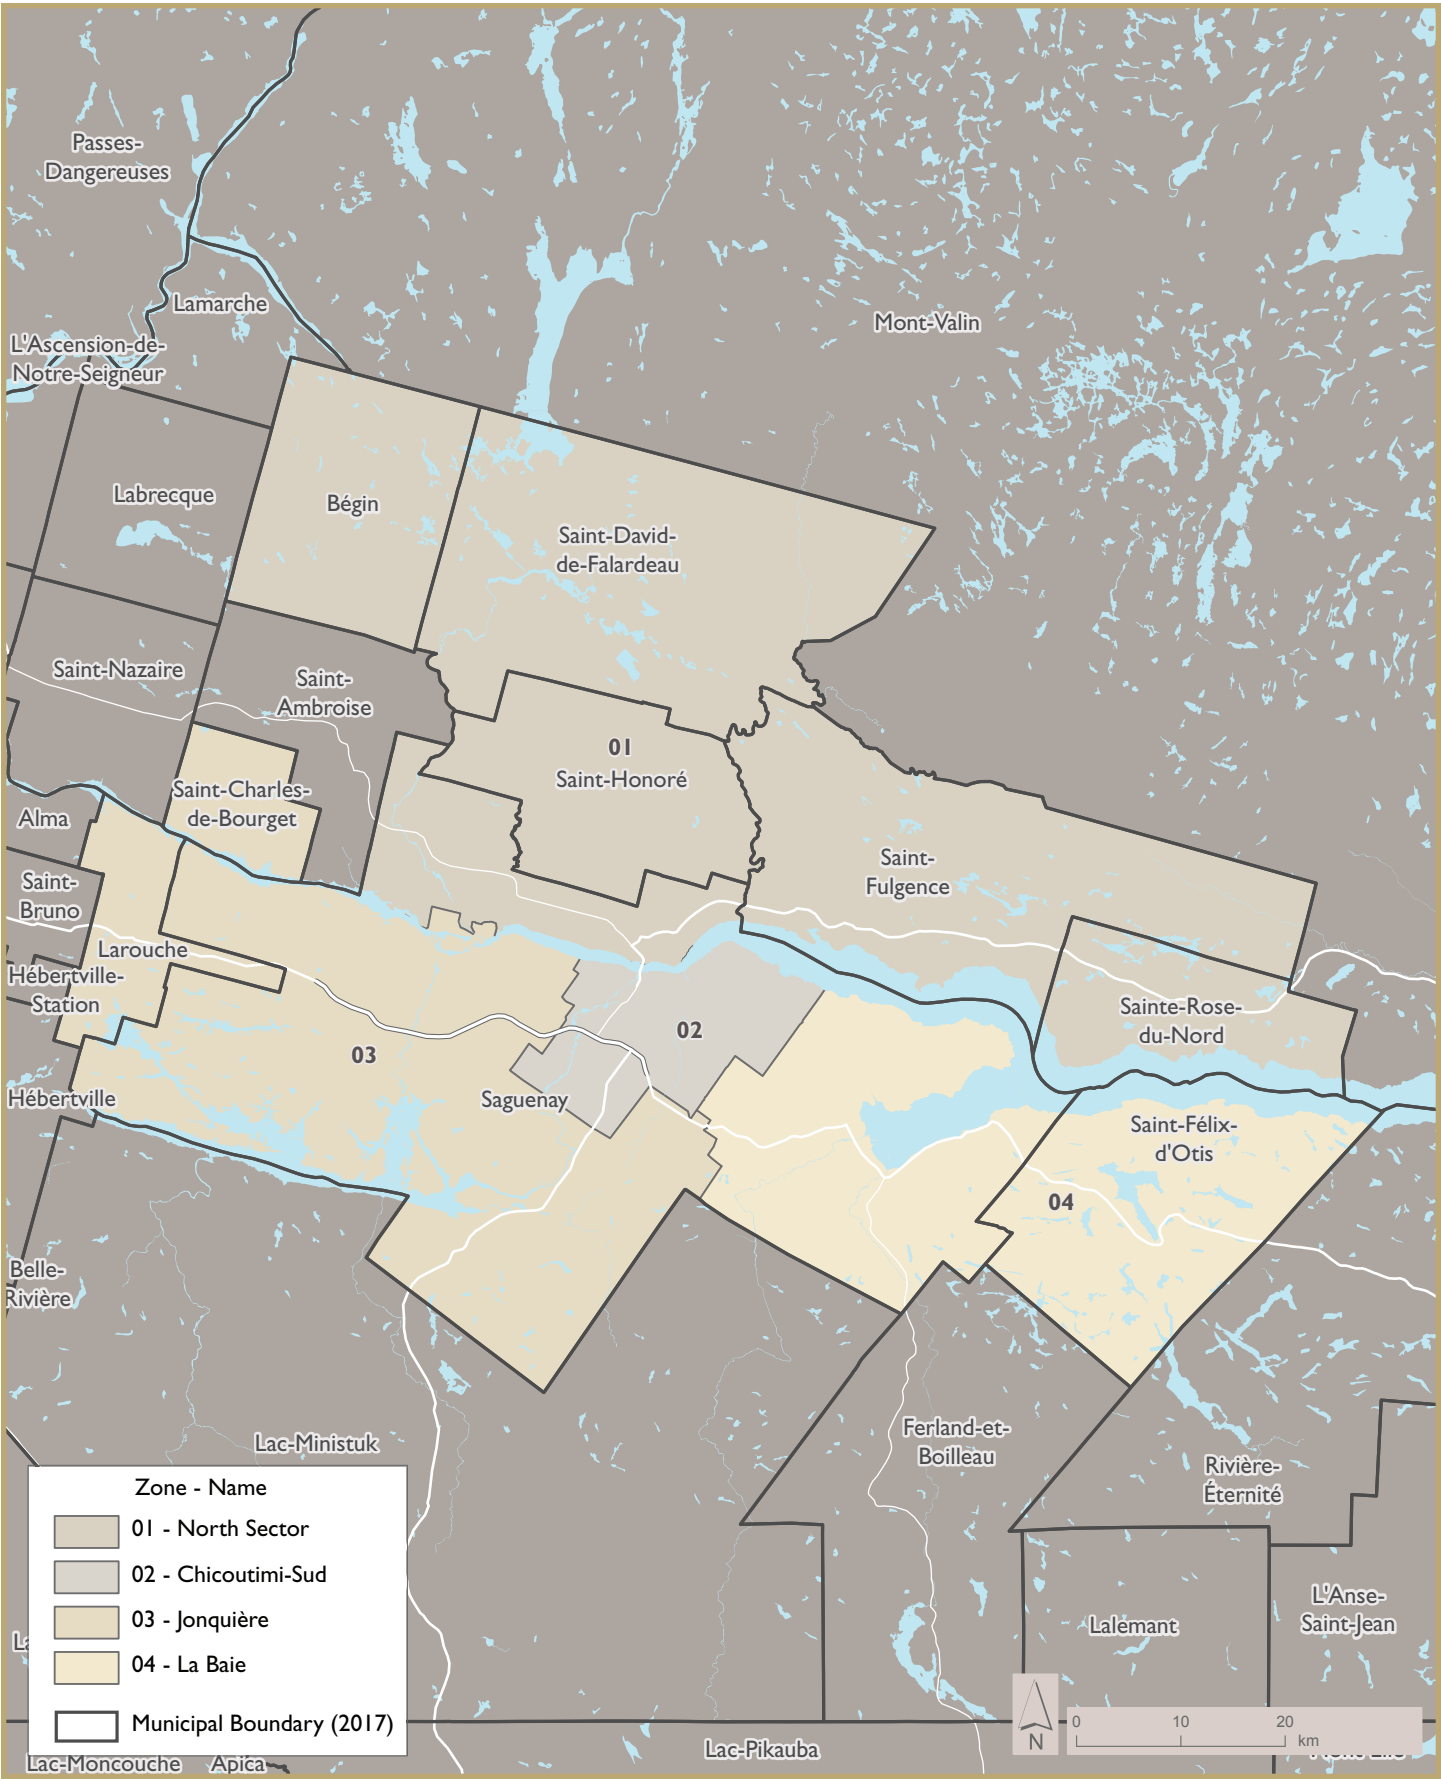 Passes-
Dangereuses
Lamarche
Mont-Valin
L'Ascension-de-
Notre-Seigneur
Labrecque
Bégin
Saint-David-
de-Falardeau
Saint-Nazaire
Saint-
Ambroise
01
Saint-Honoré
Saint-Charles-
de-Bourget
Alma
Saint-
Fulgence
Saint-
Bruno
Larouche
Hébertville-
Station
Sainte-Rose-
du-Nord
02
03
Hébertville
Saguenay
Saint-Félix-
d'Otis
04
Belle-
Rivière
Lac-Ministuk
Ferland-et-
Boilleau
Rivière-
Éternité
Zone - Name
01 - North Sector
02 - Chicoutimi-Sud
03 - Jonquière
04 - La Baie
Municipal Boundary (2017)
L'Anse-
Saint-Jean
Lalemant
N
0 10 20
km
Lac-Pikauba
Lac-Moncouche
Apica